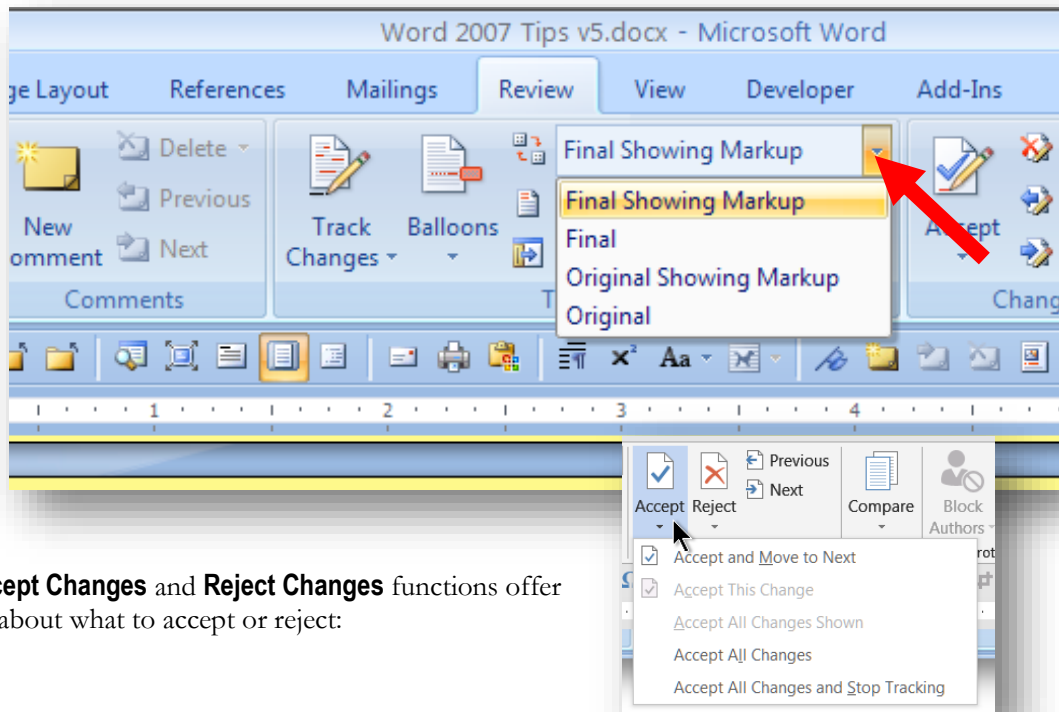 Word 2007 Tips v5.docx - Microsoft Word
ge Layout References Mailings Review View Developer Add-Ins
New
omment
Delete
Previous
Next
Comments
Track
Changes
Balloons
Final Showing Markup
Final Showing Markup
Final
Original Showing Markup
Original
T
Accept
Chang
1 2 3 4
Accept Reject
Previous
Next
Compare
Block
Authors
rot
Accept and Move to Next
Accept This Change
Accept All Changes Shown
Accept All Changes
Accept All Changes and Stop Tracking
cept Changes and Reject Changes functions offer
about what to accept or reject: